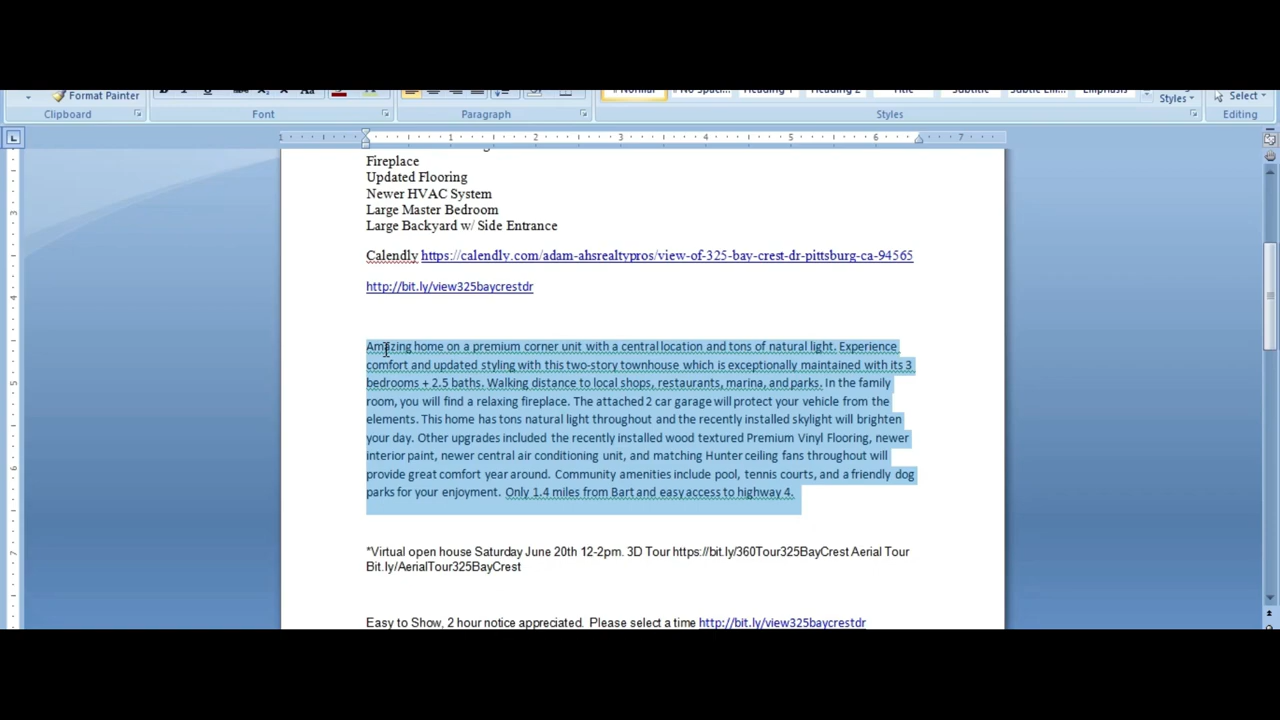 Format Painter
Clipboard
Font
Paragraph
Styles
Styles
Select
Editing
1 1 2 3 4 5 6 7
Fireplace
Updated Flooring
Newer HVAC System
Large Master Bedroom
Large Backyard w/ Side Entrance
Calendly https://calendly.com/adam-ahsrealtypros/view-of-325-bay-crest-dr-pittsburg-ca-94565
http://bit.ly/view325baycrestdr
Amazing home on a premium corner unit with a central location and tons of natural light. Experience
comfort and updated styling with this two-story townhouse which is exceptionally maintained with its 3
bedrooms + 2.5 baths. Walking distance to local shops, restaurants, marina, and parks. In the family
room, you will find a relaxing fireplace. The attached 2 car garage will protect your vehicle from the
elements. This home has tons natural light throughout and the recently installed skylight will brighten
your day. Other upgrades included the recently installed wood textured Premium Vinyl Flooring, newer
interior paint, newer central air conditioning unit, and matching Hunter ceiling fans throughout will
provide great comfort year around. Community amenities include pool, tennis courts, and a friendly dog
parks for your enjoyment. Only 1.4 miles from Bart and easy access to highway 4.
*Virtual open house Saturday June 20th 12-2pm. 3D Tour https://bit.ly/360Tour325BayCrest Aerial Tour
Bit.ly/AerialTour325BayCrest
Easy to Show, 2 hour notice appreciated. Please select a time http://bit.ly/view325baycrestdr